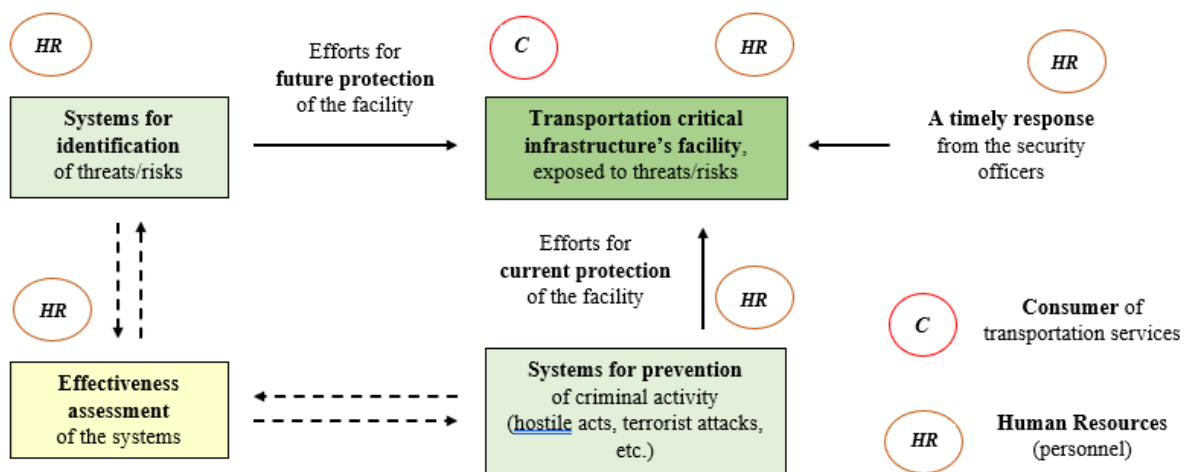 HR
Efforts for
future protection
of the facility
C
HR
HR
Systems for
identification
of threats/risks
Transportation critical
infrastructure's facility,
exposed to threats/risks
A timely response
from the security
officers
HR
Efforts for
current protection
of the facility
HR
C
Consumer of
transportation services
Effectiveness
assessment
of the systems
Systems for prevention
of criminal activity
(hostile acts, terrorist attacks,
etc.)
HR
Human Resources
(personnel)